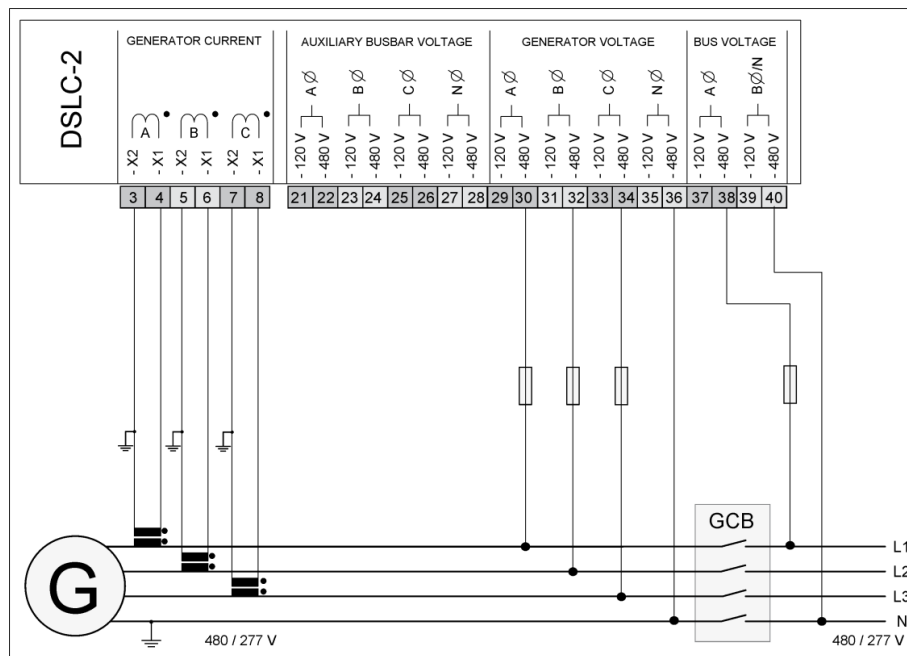 DSLC-2
GENERATOR CURRENT
AUXILIARY BUSBAR VOLTAGE
GENERATOR VOLTAGE
BUS VOLTAGE
A B C
A Ø B Ø C Ø N Ø A Ø B Ø C Ø N Ø A Ø B Ø/N
- X2 - X1 - X2 - X1 - X2 - X1
- 120 V - 480 V - 120 V - 480 V - 120 V - 480 V - 120 V - 480 V
- 120 V - 480 V - 120 V - 480 V - 120 V - 480 V - 120 V - 480 V
- 120 V - 480 V - 120 V - 480 V
3 4 5 6 7 8
21 22 23 24 25 26 27 28 29 30 31 32 33 34 35 36 37 38 39 40
GCB
G
L1
L2
L3
N
480 / 277 V
480 / 277 V